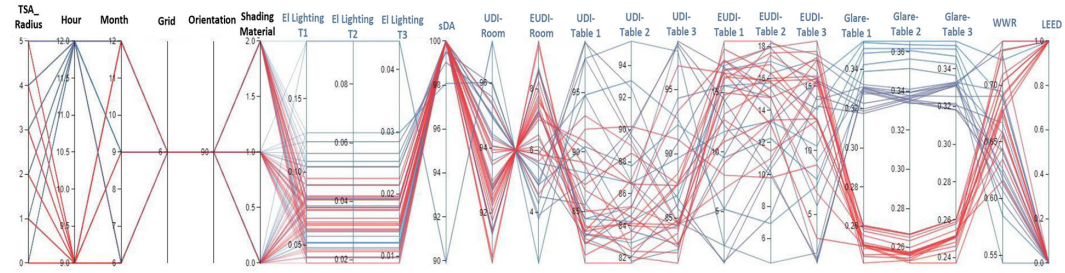 TSA_
Radius
Hour
Month
Grid
Orientation
Shading
Material
El Lighting
T1
El Lighting
T2
El Lighting
T3
sDA
UDI-
Room
EUDI-
Room
UDI-
Table 1
UDI-
Table 2
UDI-
Table 3
EUDI-
Table 1
EUDI-
Table 2
EUDI-
Table 3
Glare-
Table 1
Glare-
Table 2
Glare-
Table 3
WWR
LEED
5
4
3
2
1
0
12.0
11.5
11.0
10.5
10.0
9.0
12
11
10
9
8
7
6
6
90
2.0
1.5
1.0
0.5
0.0
0.15
0.10
0.05
0.08
0.06
0.04
0.02
0.04
0.03
0.02
0.01
100
98
96
94
92
90
96
94
92
8
6
4
95
90
85
94
92
90
88
86
84
82
95
90
85
15
10
5
18
16
14
12
10
8
6
15
10
5
0.34
0.32
0.28
0.26
0.36
0.34
0.32
0.30
0.28
0.26
0.34
0.32
0.30
0.28
0.26
0.24
0.70
0.65
0.60
0.55
1.0
0.8
0.6
0.4
0.2
0.0